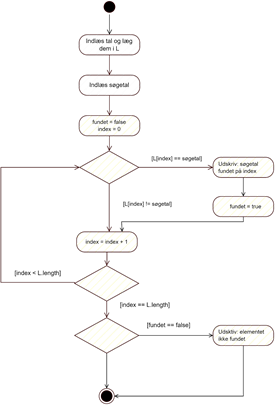 Indlæs tal og læg
dem i L
Indlæs søgetal
fundet = false
index = 0
[L[index] == søgetal]
Udskriv: søgetal
fundet på index
[L[index] != søgetal]
fundet = true
index = index + 1
[index < L.length]
[index == L.length]
[fundet == false]
Udsktiv: elementet
ikke fundet